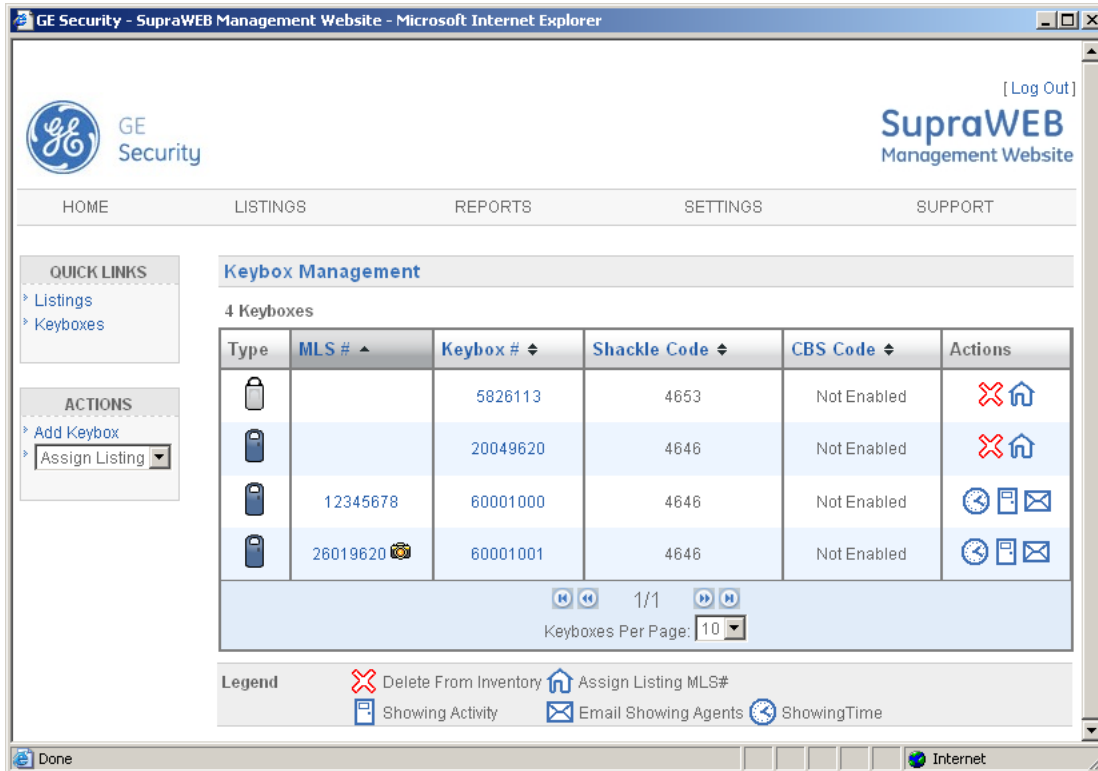 GE Security - SupraWEB Management Website - Microsoft Internet Explorer
[ Log Out ]
GE
Security
SupraWEB
Management Website
HOME LISTINGS REPORTS SETTINGS SUPPORT
QUICK LINKS
Listings
Keyboxes
ACTIONS
Add Keybox
Assign Listing
Keybox Management
4 Keyboxes
Type MLS # Keybox # Shackle Code CBS Code Actions
5826113 4653 Not Enabled
20049620 4646 Not Enabled
12345678 60001000 4646 Not Enabled
26019620 60001001 4646 Not Enabled
1/1
Keyboxes Per Page: 10
Legend Delete From Inventory Assign Listing MLS#
Showing Activity Email Showing Agents ShowingTime
Done Internet